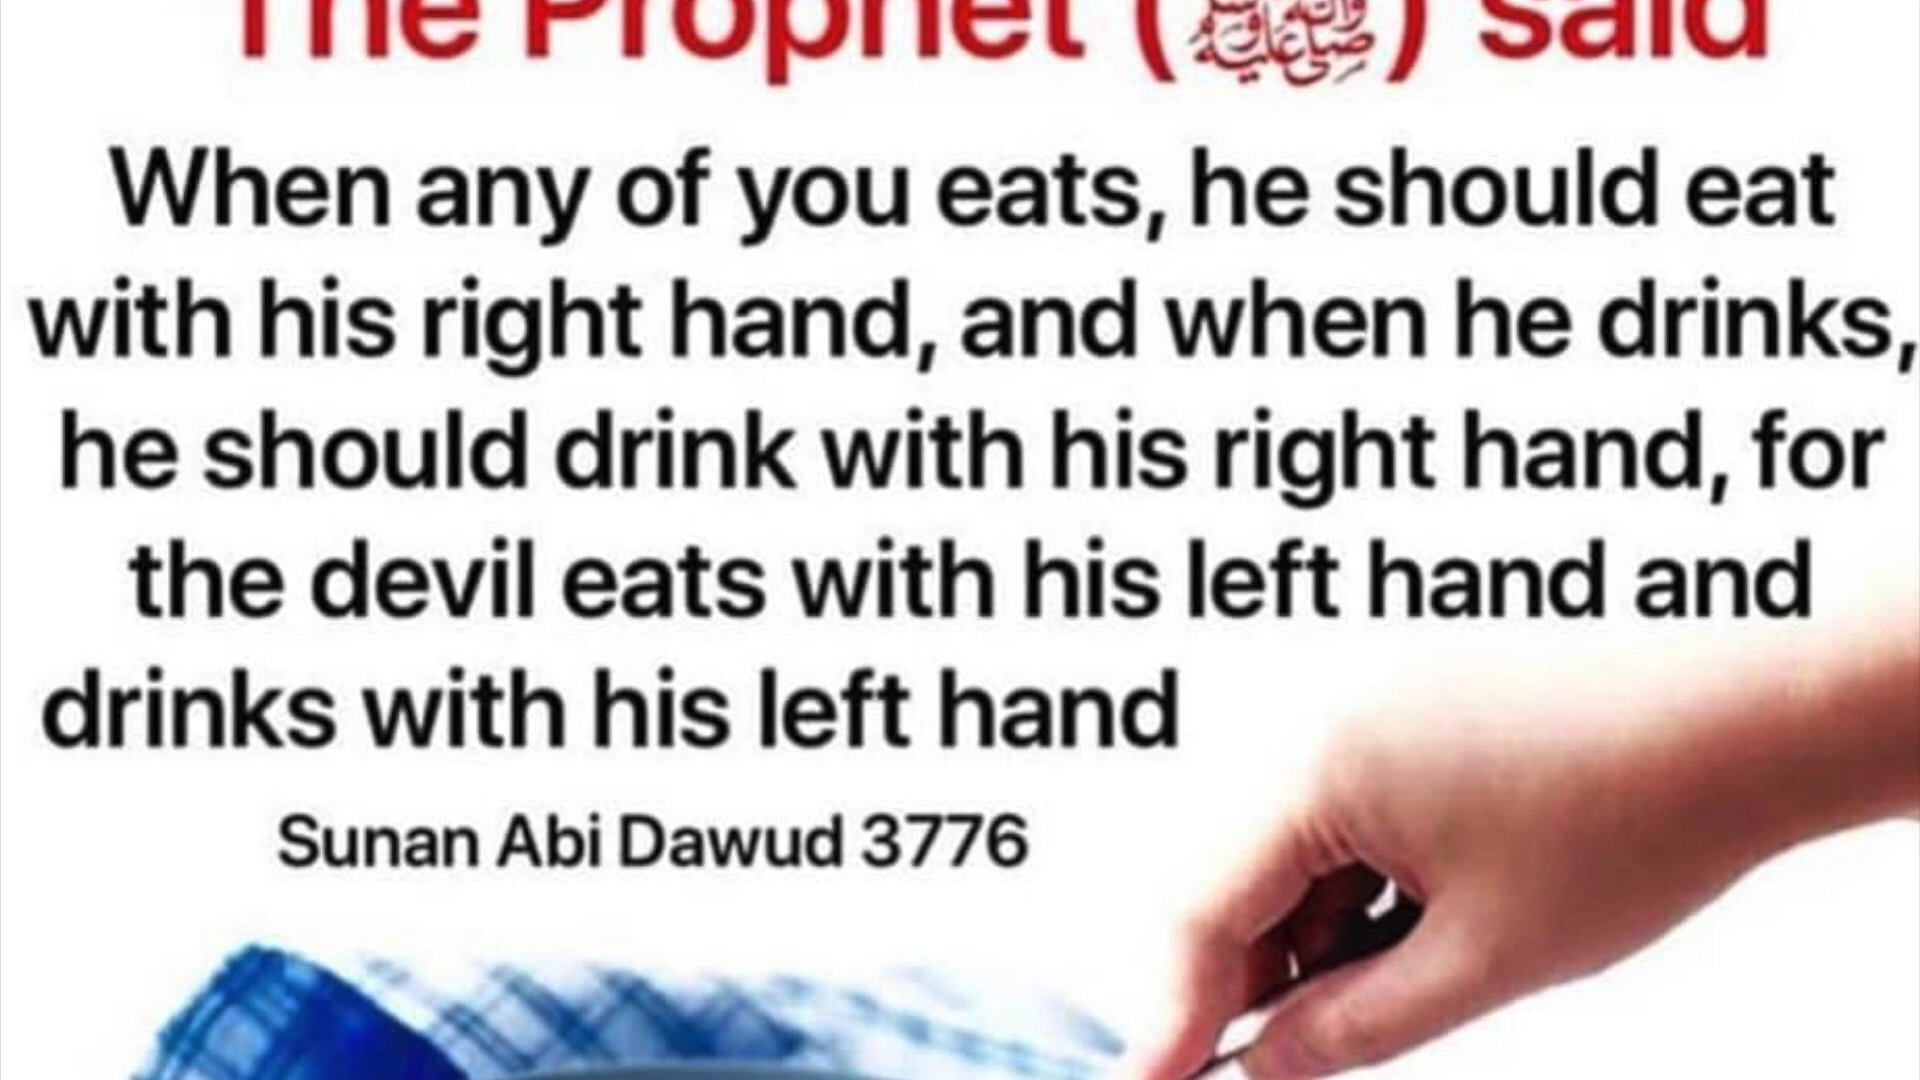 The Prophet (ﷺ) said
When any of you eats, he should eat
with his right hand, and when he drinks,
he should drink with his right hand, for
the devil eats with his left hand and
drinks with his left hand
Sunan Abi Dawud 3776